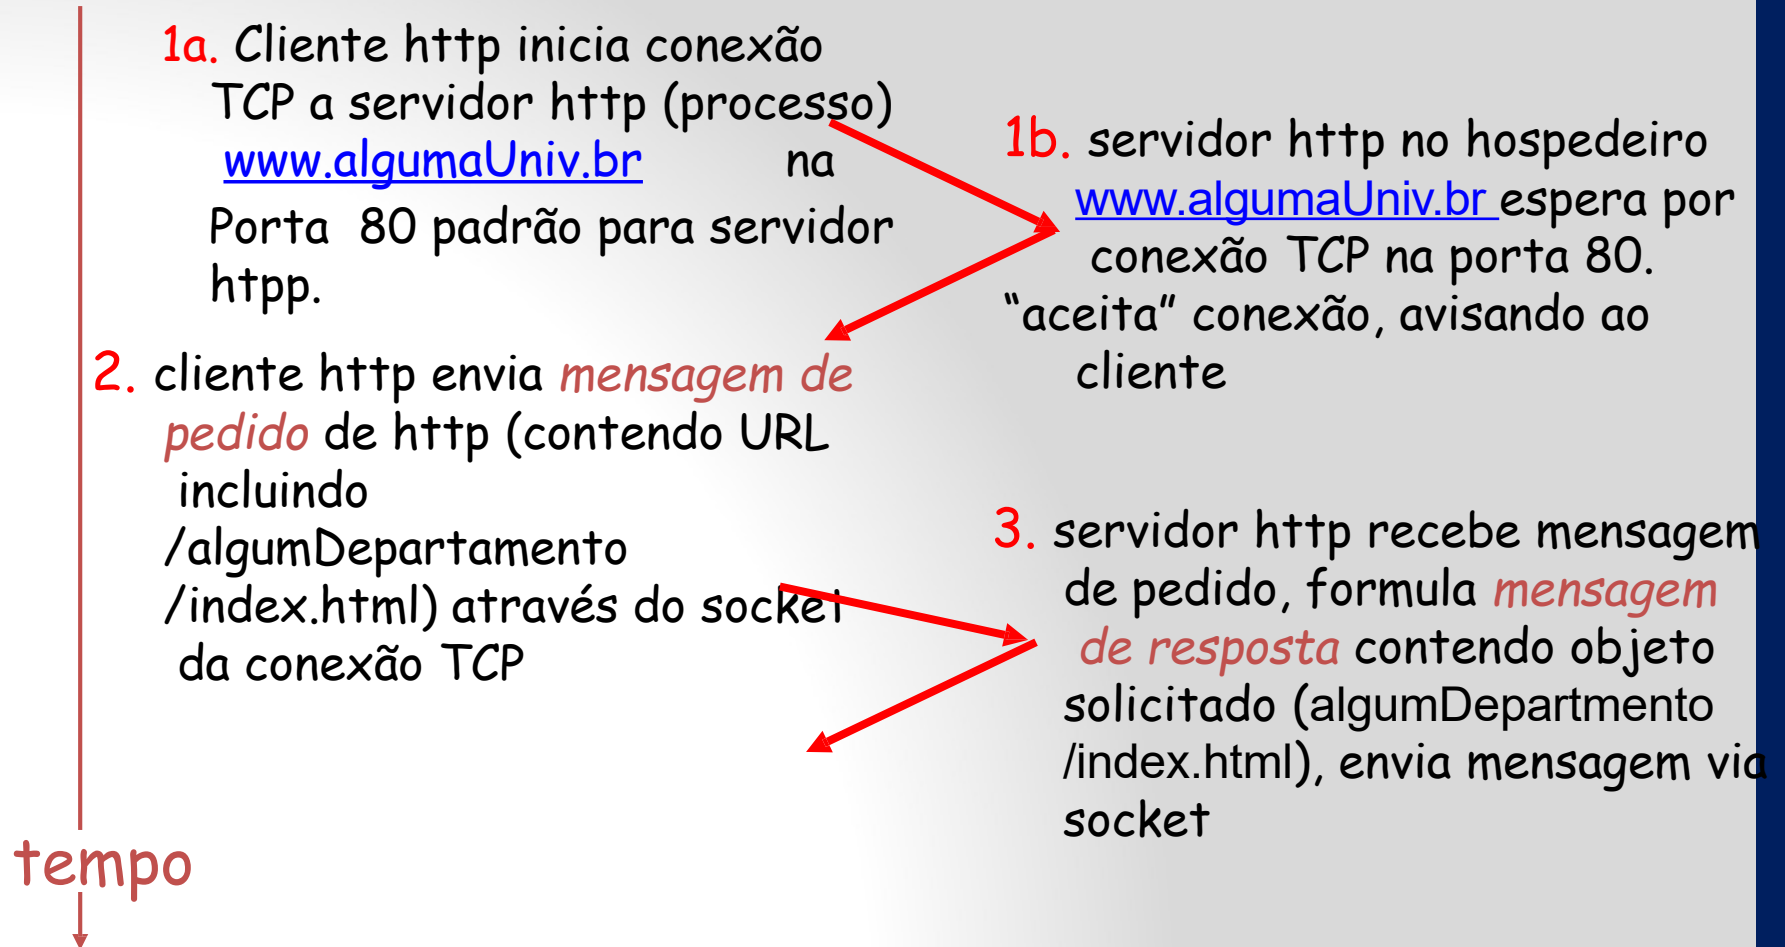 1a. Cliente http inicia conexão
TCP a servidor http (processo)
www.algumaUniv.br na
Porta 80 padrão para servidor
htpp.
1b. servidor http no hospedeiro
www.algumaUniv.br espera por
conexão TCP na porta 80.
“aceita” conexão, avisando ao
cliente
2. cliente http envia mensagem de
pedido de http (contendo URL
incluindo
/algumDepartamento
/index.html) através do socket
da conexão TCP
3. servidor http recebe mensagem
de pedido, formula mensagem
de resposta contendo objeto
solicitado (algumDepartmento
/index.html), envia mensagem via
socket
tempo